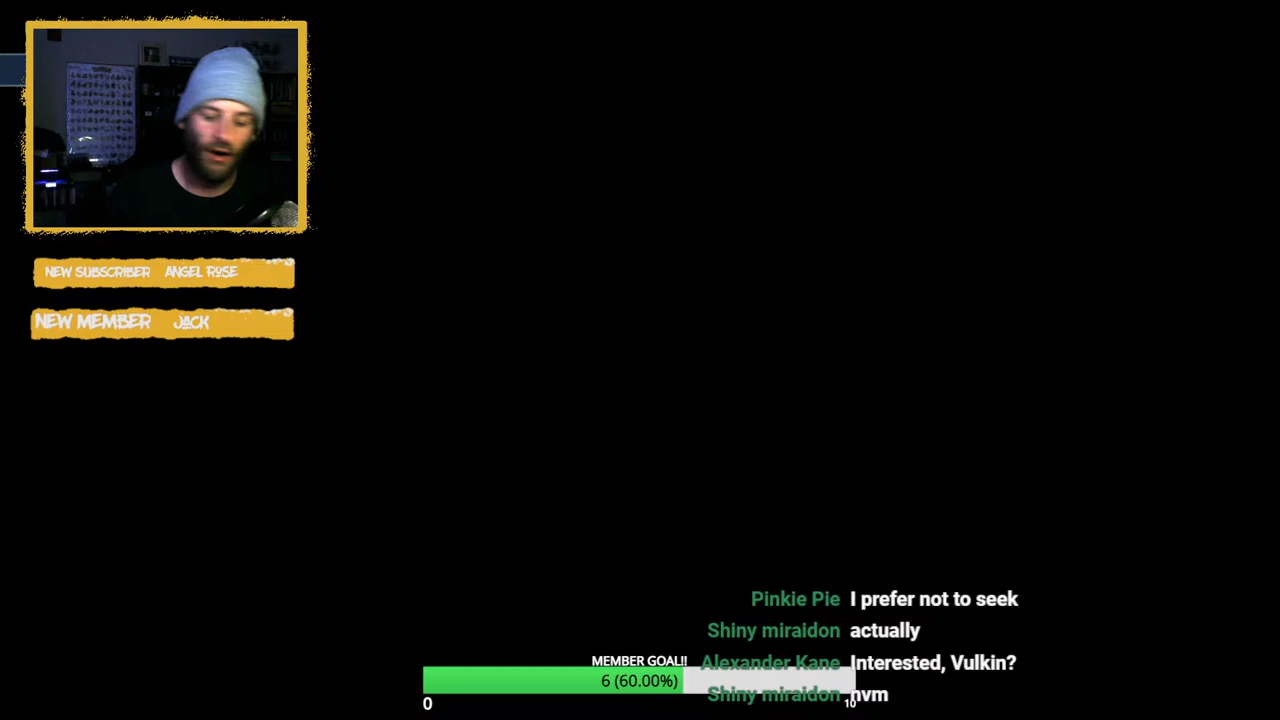 NEW SUBSCRIBER ANGEL ROSE
NEW MEMBER JACK
Pinkie Pie I prefer not to seek
Shiny miraidon actually
MEMBER GOAL!!
Alexander Kane Interested, Vulkin?
6 (60.00%)
Shiny miraidon nvm
0
10